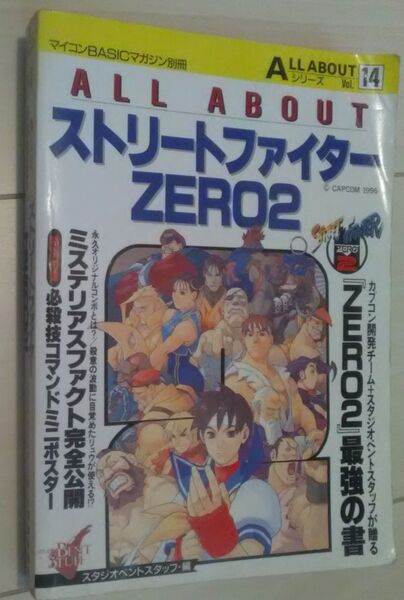 マイコンBASICマガジン別冊
ALL ABOUT
シリーズ Vol. 14
ALL ABOUT
ストリートファイター
ZERO2
© CAPCOM 1996
STREET FIGHTER
ZERO
2
カプコン開発チーム+スタジオベントスタッフが贈る
『ZERO2』最強の書
永久オリジナルコンボとは?/殺意の波動に目覚めたリュウが使える!?
ミステリアスファクト完全公開
必殺技コマンドミニポスター
BENT
STUFF
スタジオベントスタッフ・編